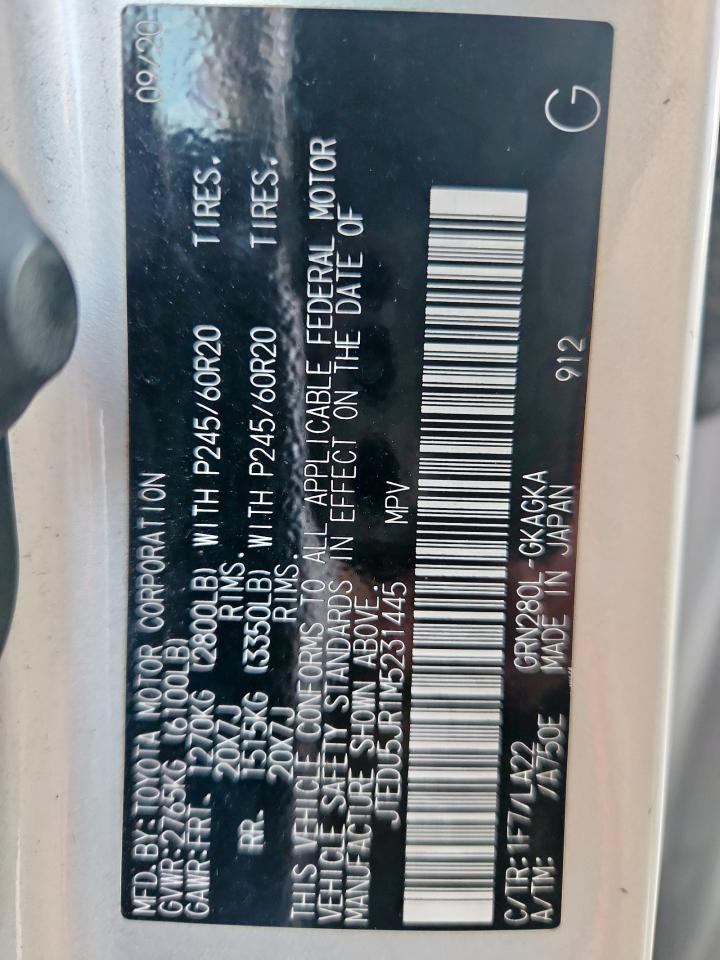 MFD. BY: TOYOTA MOTOR CORPORATION 09/20
GVWR: 2765KG (6100LB)
GAWR: FRT. 1270KG (2800LB) WITH P245/60R20 TIRES.
20X7J RIMS.
RR. 1515KG (3350LB) WITH P245/60R20 TIRES.
20X7J RIMS.
THIS VEHICLE CONFORMS TO ALL APPLICABLE FEDERAL MOTOR
VEHICLE SAFETY STANDARDS IN EFFECT ON THE DATE OF
MANUFACTURE SHOWN ABOVE.
JTEDU5JR1M5231445 MPV
C/TR: 1F7/LA22 GRN280L-GKAGKA
A/TM: /A750E MADE IN JAPAN 912
G